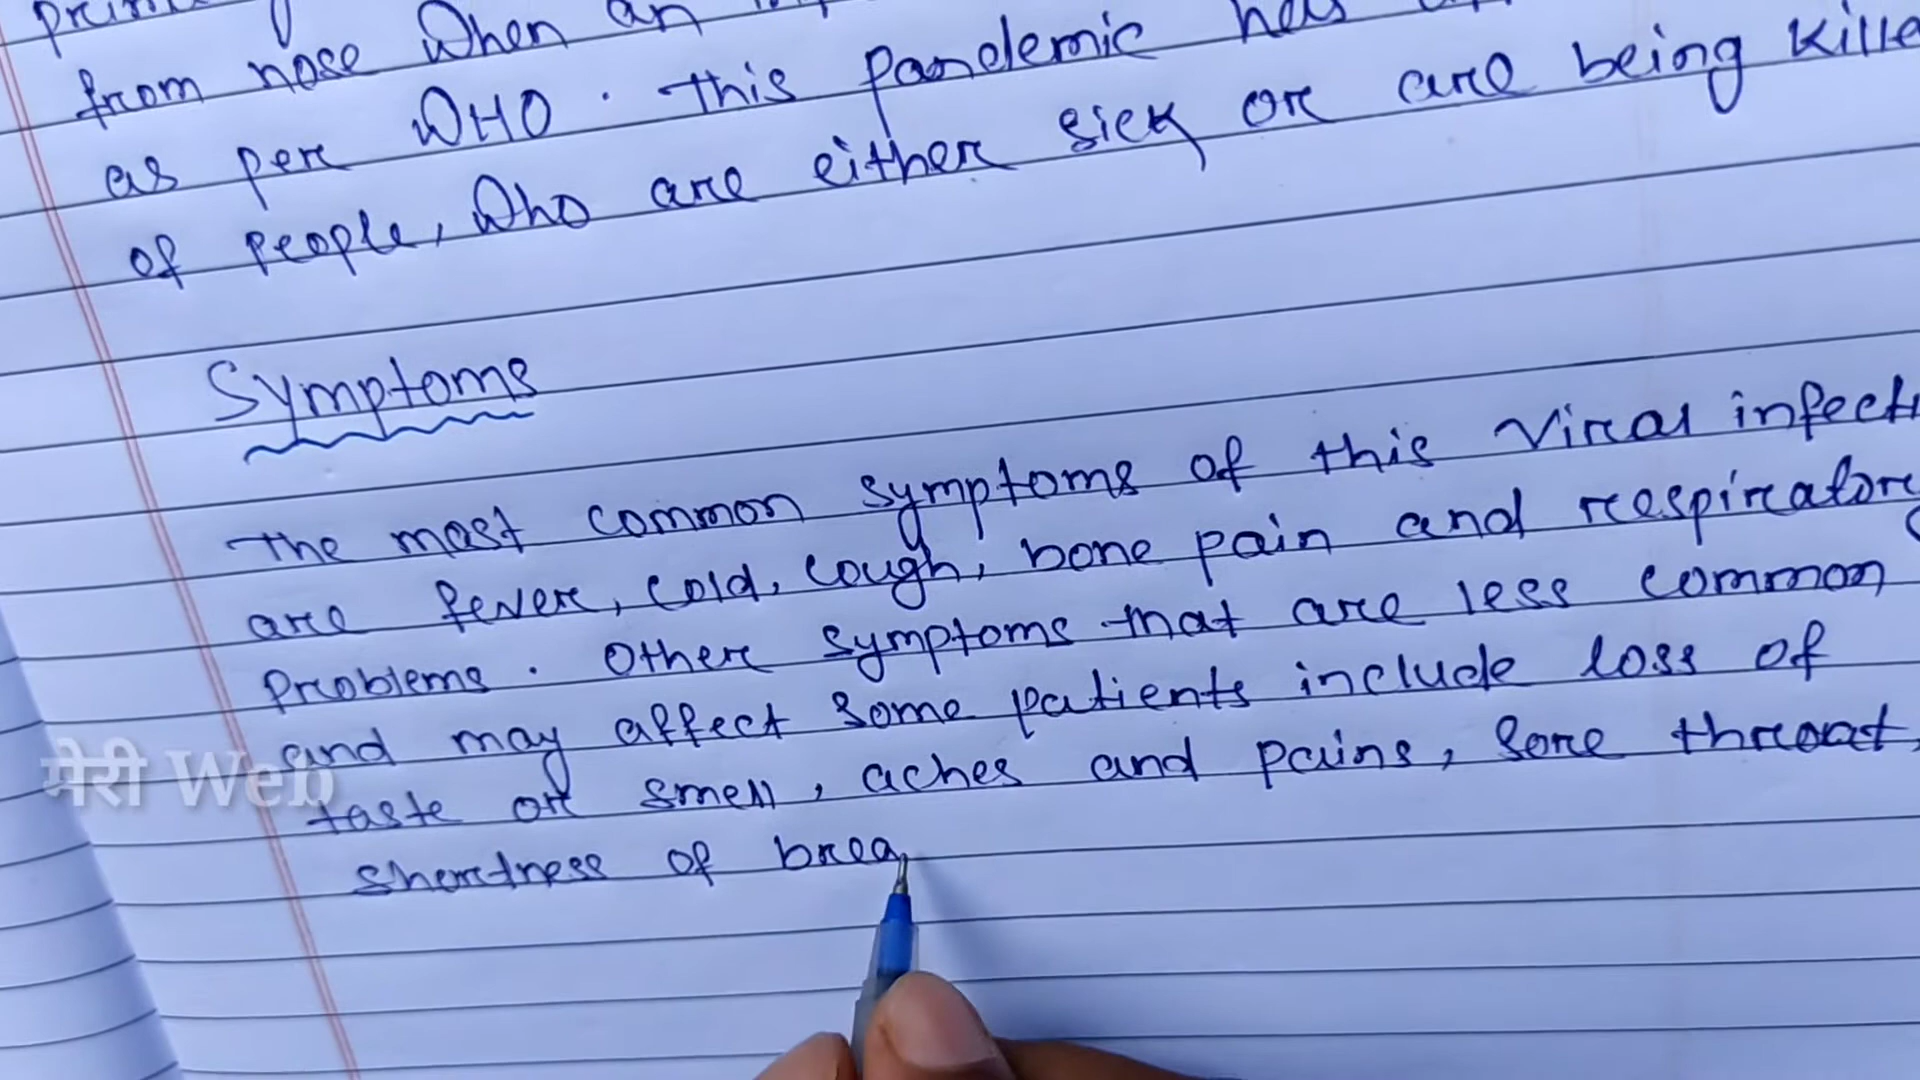 from nose when an
as per WHO. This pandemic has
of people, who are either sick or are being kille
Symptoms
The most common symptoms of this viral infecti
are fever, cold, cough, bone pain and respiratory
problems. Other symptoms that are less common
and may affect some patients include loss of
taste or smell, aches and pains, sore throat,
shortness of brea
मेरी Web